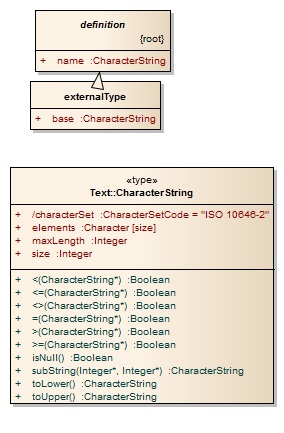 definition
{root}
+ name :CharacterString
externalType
+ base :CharacterString
«type»
Text::CharacterString
+ /characterSet :CharacterSetCode = "ISO 10646-2"
+ elements :Character [size]
+ maxLength :Integer
+ size :Integer
+ <(CharacterString*) :Boolean
+ <=(CharacterString*) :Boolean
+ <>(CharacterString*) :Boolean
+ =(CharacterString*) :Boolean
+ >(CharacterString*) :Boolean
+ >=(CharacterString*) :Boolean
+ isNull() :Boolean
+ subString(Integer*, Integer*) :CharacterString
+ toLower() :CharacterString
+ toUpper() :CharacterString